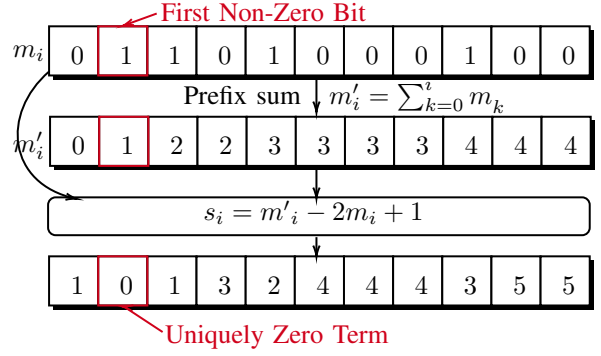 First Non-Zero Bit
m_i 0 1 1 0 1 0 0 0 1 0 0
Prefix sum m'_i = ∑_{k=0}^{i} m_k
m'_i 0 1 2 2 3 3 3 3 4 4 4
s_i = m'_i − 2m_i + 1
1 0 1 3 2 4 4 4 3 5 5
Uniquely Zero Term